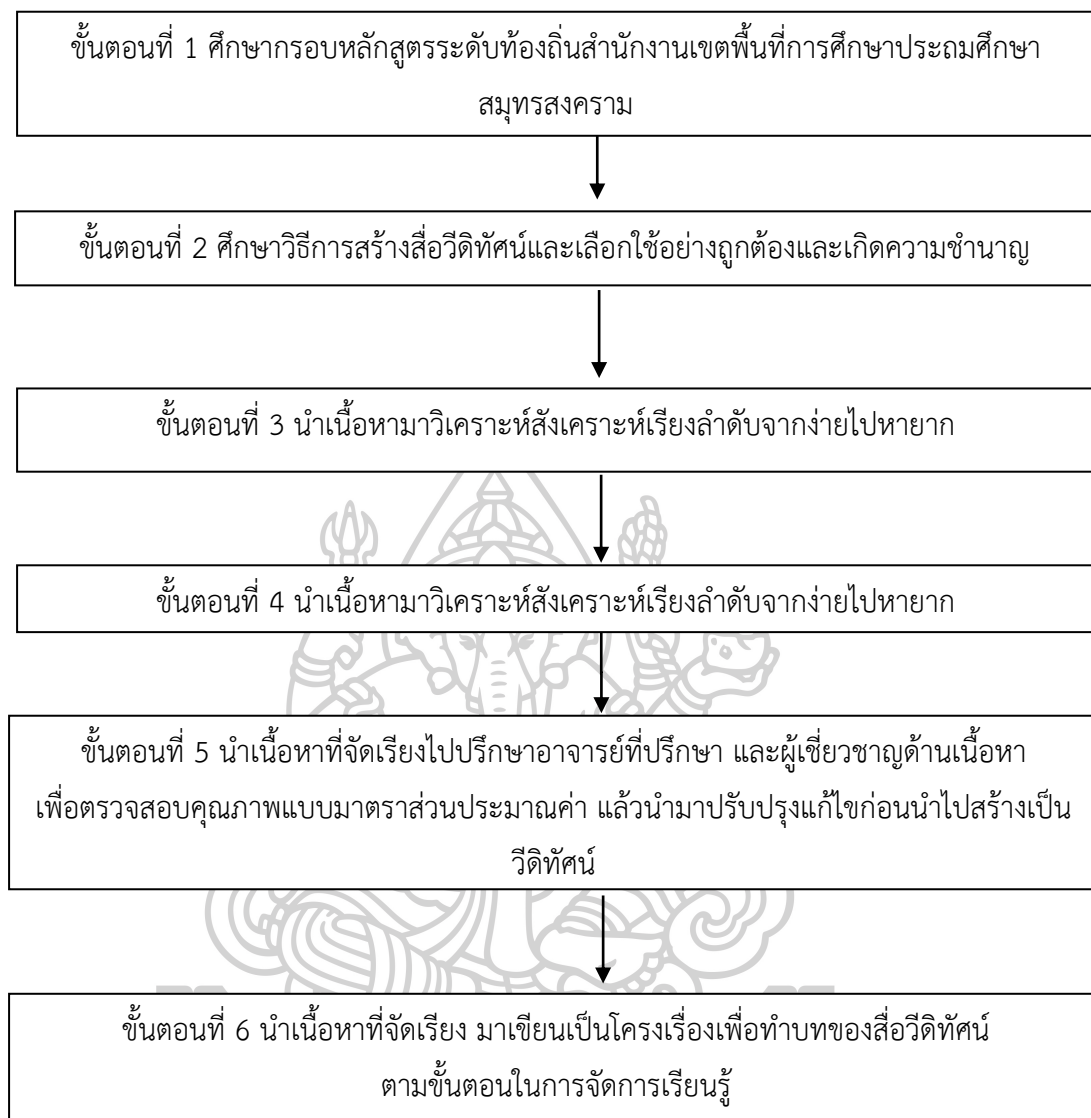 ขั้นตอนที่ 1 ศึกษากรอบหลักสูตรระดับท้องถิ่นสำนักงานเขตพื้นที่การศึกษาประถมศึกษา
สมุทรสงคราม
ขั้นตอนที่ 2 ศึกษาวิธีการสร้างสื่อวีดิทัศน์และเลือกใช้อย่างถูกต้องและเกิดความชำนาญ
ขั้นตอนที่ 3 นำเนื้อหามาวิเคราะห์สังเคราะห์เรียงลำดับจากง่ายไปหายาก
ขั้นตอนที่ 4 นำเนื้อหามาวิเคราะห์สังเคราะห์เรียงลำดับจากง่ายไปหายาก
ขั้นตอนที่ 5 นำเนื้อหาที่จัดเรียงไปปรึกษาอาจารย์ที่ปรึกษา และผู้เชี่ยวชาญด้านเนื้อหา
เพื่อตรวจสอบคุณภาพแบบมาตราส่วนประมาณค่า แล้วนำมาปรับปรุงแก้ไขก่อนนำไปสร้างเป็น
วีดิทัศน์
ขั้นตอนที่ 6 นำเนื้อหาที่จัดเรียง มาเขียนเป็นโครงเรื่องเพื่อทำบทของสื่อวีดิทัศน์
ตามขั้นตอนในการจัดการเรียนรู้